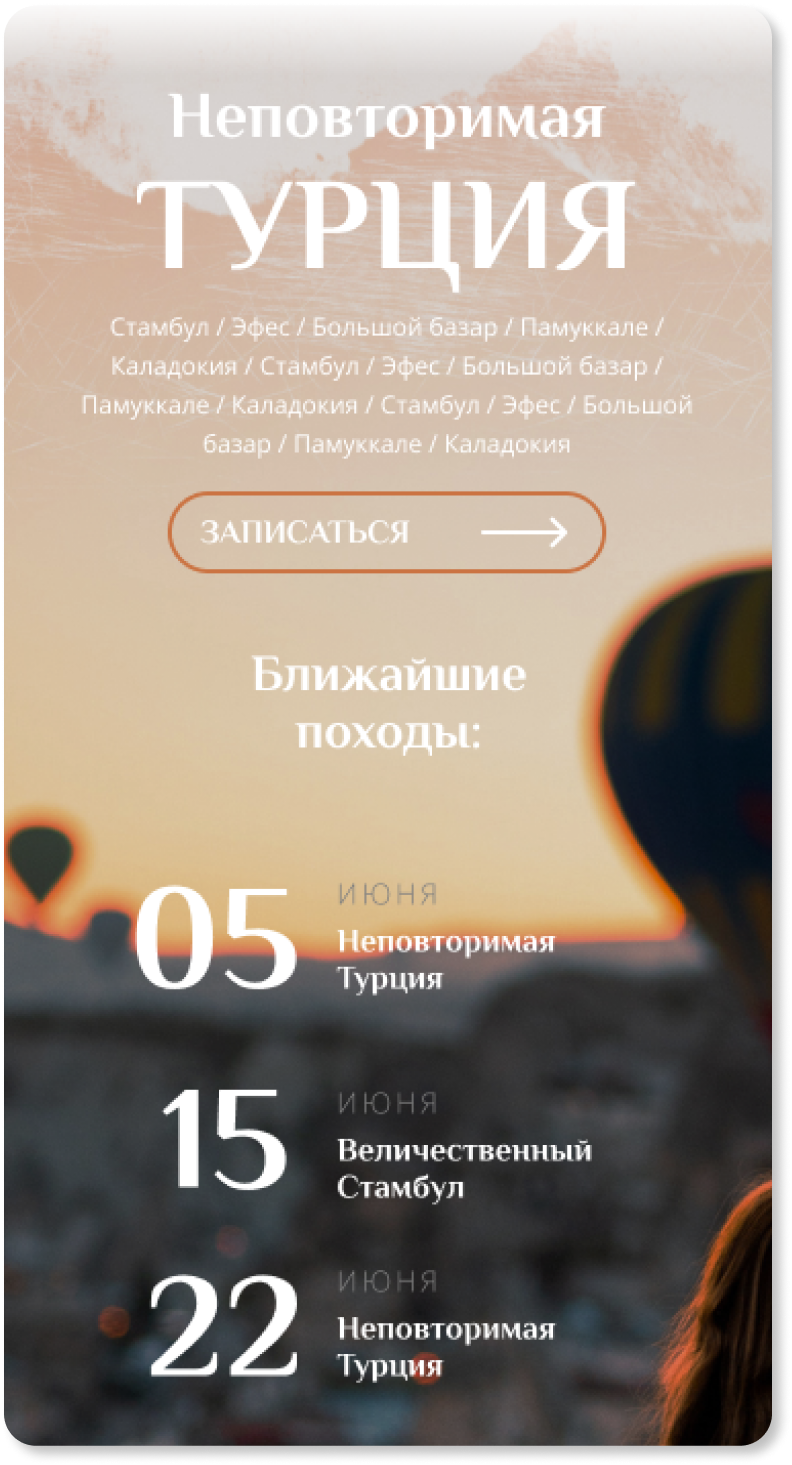 Неповторимая
ТУРЦИЯ
Стамбул / Эфес / Большой базар / Памуккале /
Каладокия / Стамбул / Эфес / Большой базар /
Памуккале / Каладокия / Стамбул / Эфес / Большой
базар / Памуккале / Каладокия
ЗАПИСАТЬСЯ
Ближайшие
походы:
05
ИЮНЯ
Неповторимая
Турция
15
ИЮНЯ
Величественный
Стамбул
22
ИЮНЯ
Неповторимая
Турция